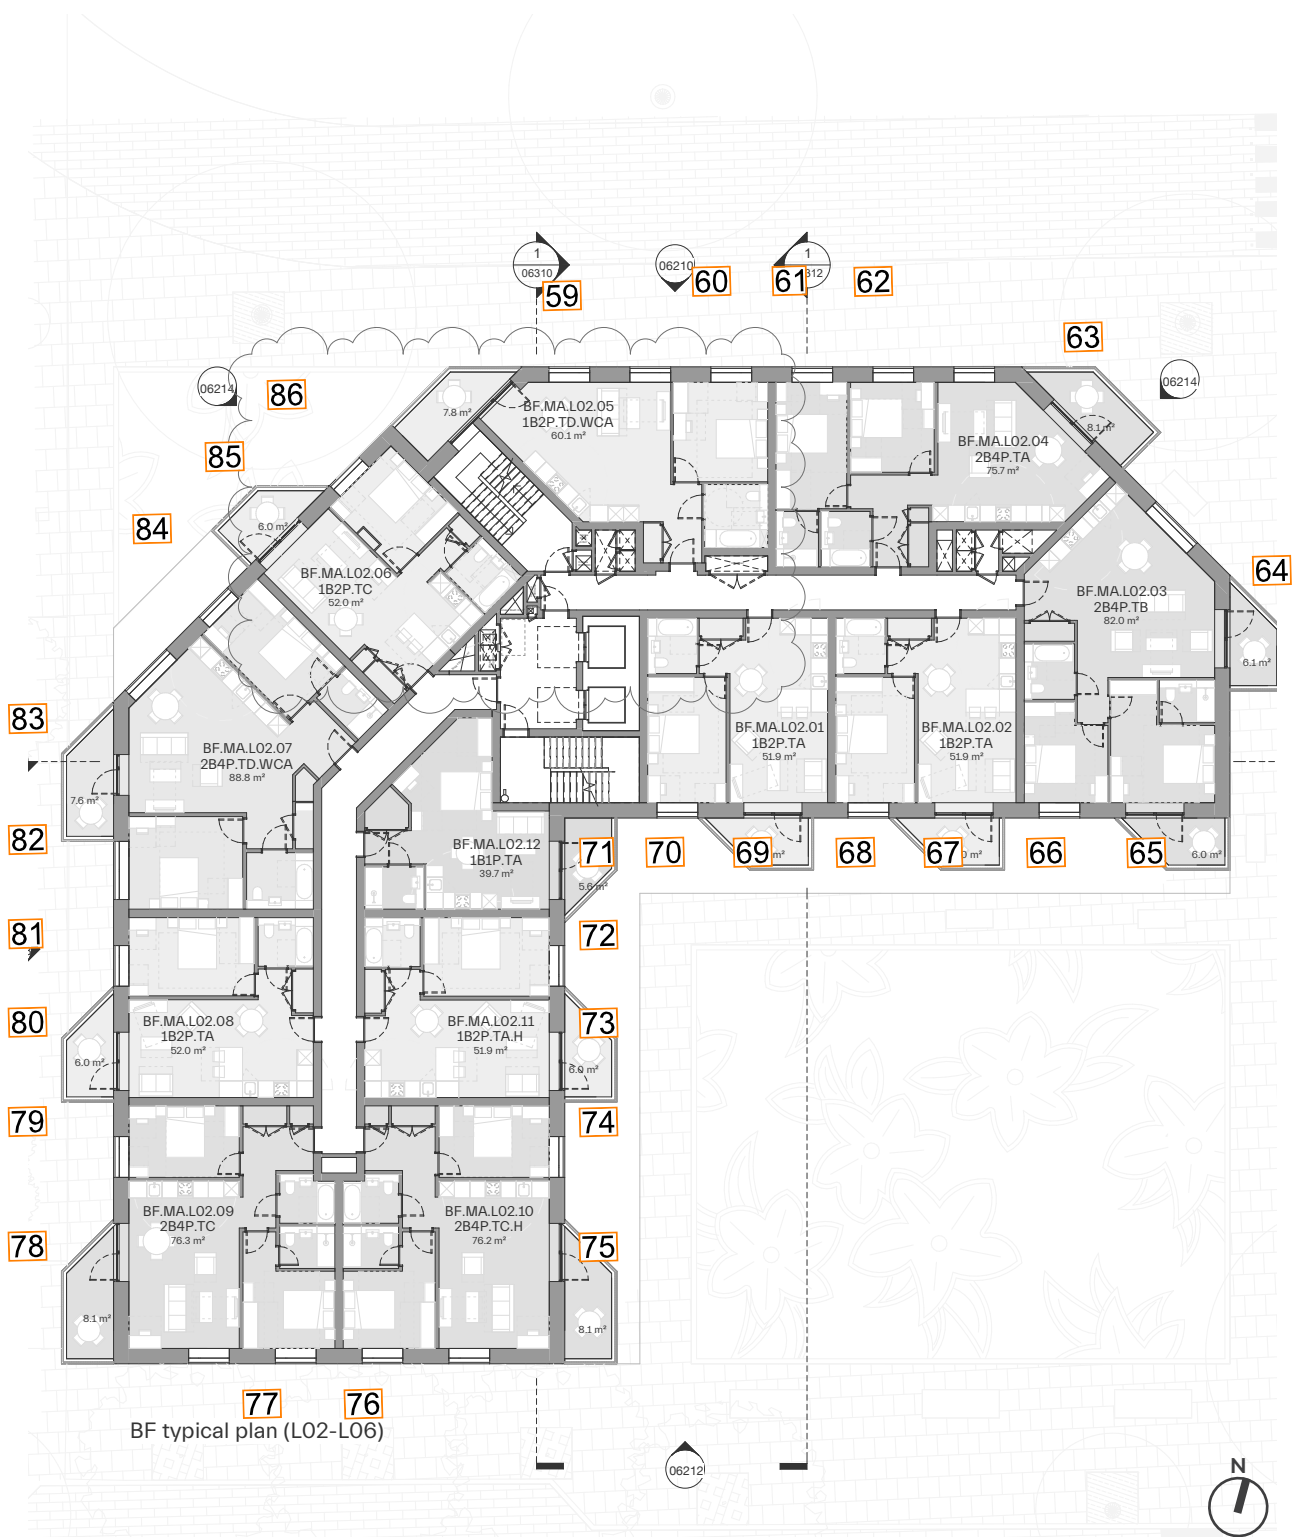 1
06310
59
06210
60
1
61
312
62
63
06214
86
06214
85
84
64
7.8 m²
BF.MA.L02.05
1B2P.TD.WCA
60.1 m²
8.1 m²
BF.MA.L02.04
2B4P.TA
75.7 m²
6.0 m²
BF.MA.L02.06
1B2P.TC
52.0 m²
BF.MA.L02.03
2B4P.TB
82.0 m²
6.1 m²
83
BF.MA.L02.07
2B4P.TD.WCA
88.8 m²
BF.MA.L02.01
1B2P.TA
51.9 m²
BF.MA.L02.02
1B2P.TA
51.9 m²
7.6 m²
82
BF.MA.L02.12
1B1P.TA
39.7 m²
71
70
69
m²
68
67
0 m²
66
65
6.0 m²
5.6 m²
81
72
80
BF.MA.L02.08
1B2P.TA
52.0 m²
BF.MA.L02.11
1B2P.TA.H
51.9 m²
73
6.0 m²
6.0 m²
79
74
BF.MA.L02.09
2B4P.TC
76.3 m²
BF.MA.L02.10
2B4P.TC.H
76.2 m²
78
75
8.1 m²
8.1 m²
77
76
BF typical plan (L02-L06)
06212
N